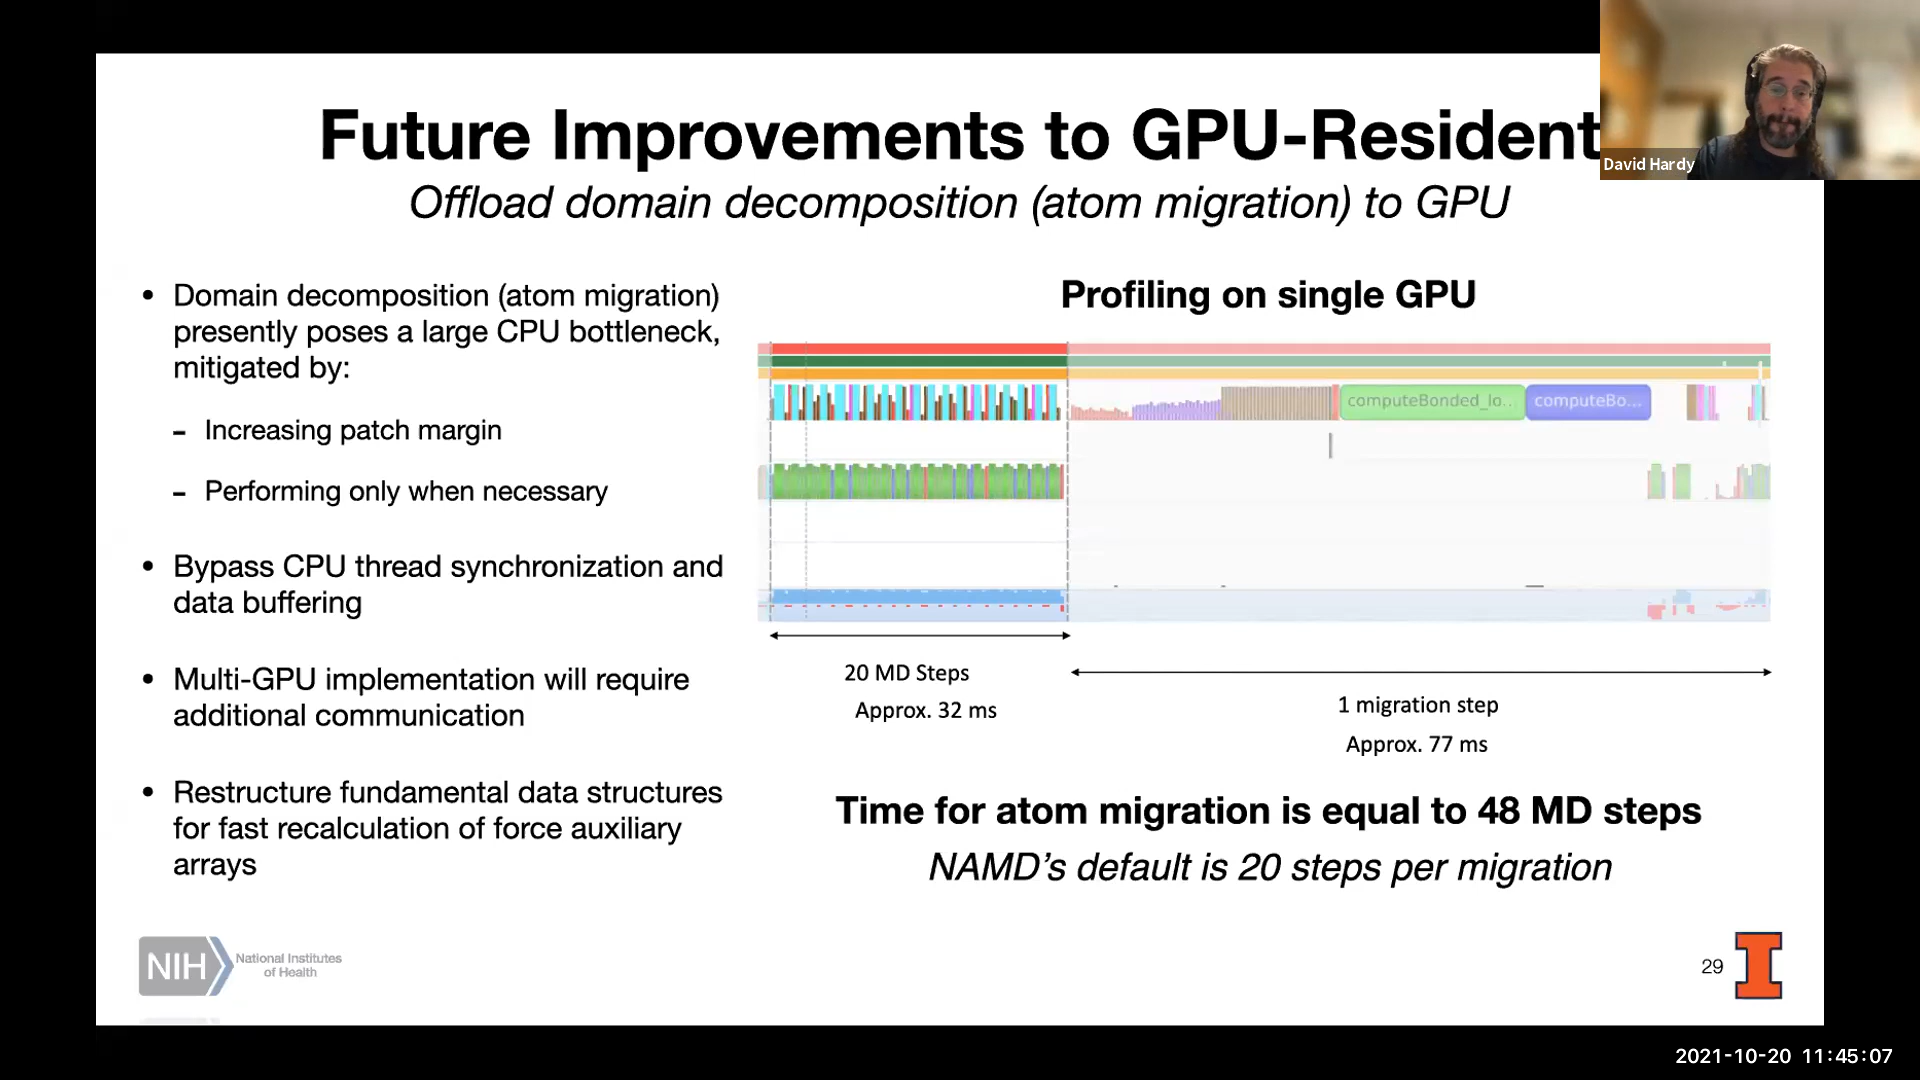 Future Improvements to GPU-Resident
David Hardy
Offload domain decomposition (atom migration) to GPU
• Domain decomposition (atom migration)
presently poses a large CPU bottleneck,
mitigated by:
- Increasing patch margin
- Performing only when necessary
• Bypass CPU thread synchronization and
data buffering
• Multi-GPU implementation will require
additional communication
• Restructure fundamental data structures
for fast recalculation of force auxiliary
arrays
Profiling on single GPU
computeBonded_lo..
computeBo...
20 MD Steps
Approx. 32 ms
1 migration step
Approx. 77 ms
Time for atom migration is equal to 48 MD steps
NAMD’s default is 20 steps per migration
NIH
National Institutes
of Health
29
I
2021-10-20 11:45:07